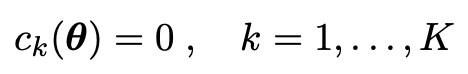 c_k(𝜽) = 0 ,   k = 1, . . . , K